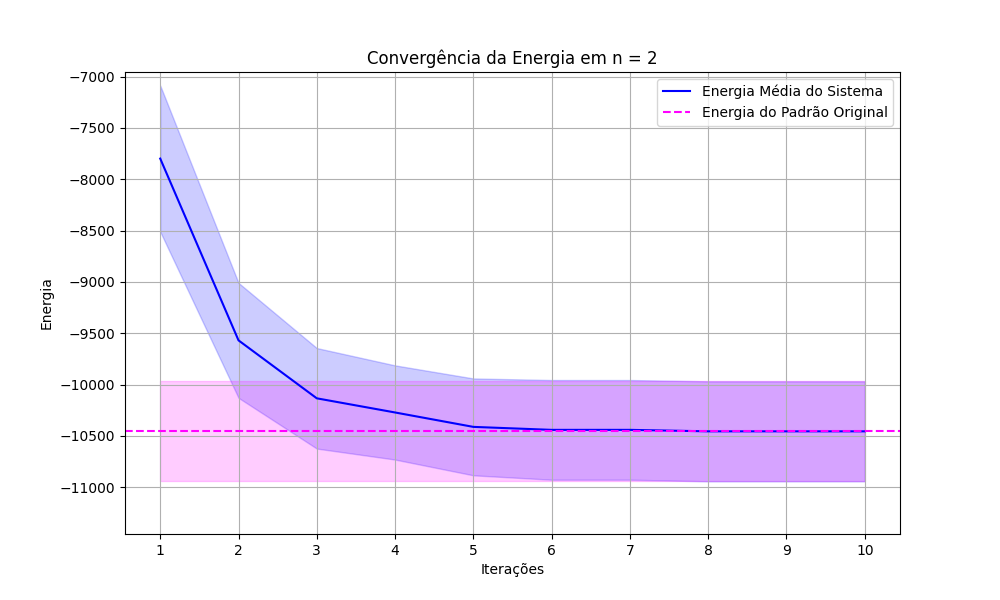 Convergência da Energia em n = 2
Energia Média do Sistema
Energia do Padrão Original
−7000
−7500
−8000
−8500
−9000
−9500
−10000
−10500
−11000
Energia
1 2 3 4 5 6 7 8 9 10
Iterações